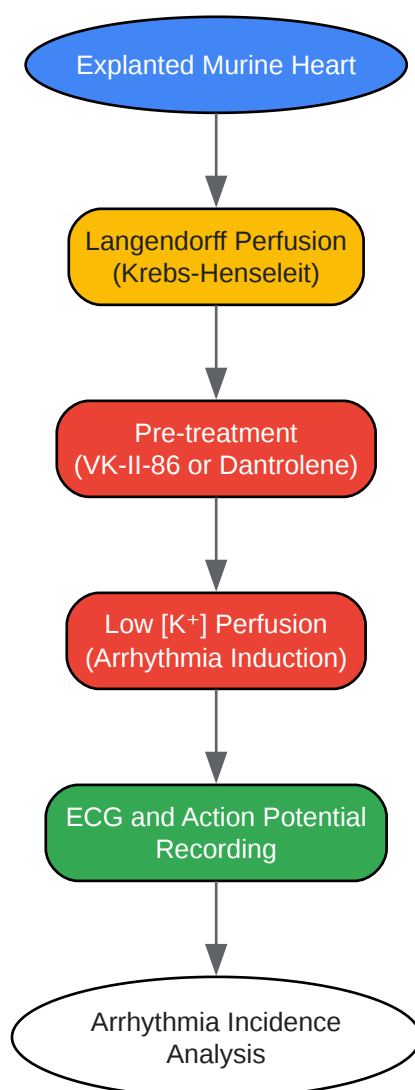 Explanted Murine Heart
Langendorff Perfusion
(Krebs-Henseleit)
Pre-treatment
(VK-II-86 or Dantrolene)
Low [K⁺] Perfusion
(Arrhythmia Induction)
ECG and Action Potential
Recording
Arrhythmia Incidence
Analysis